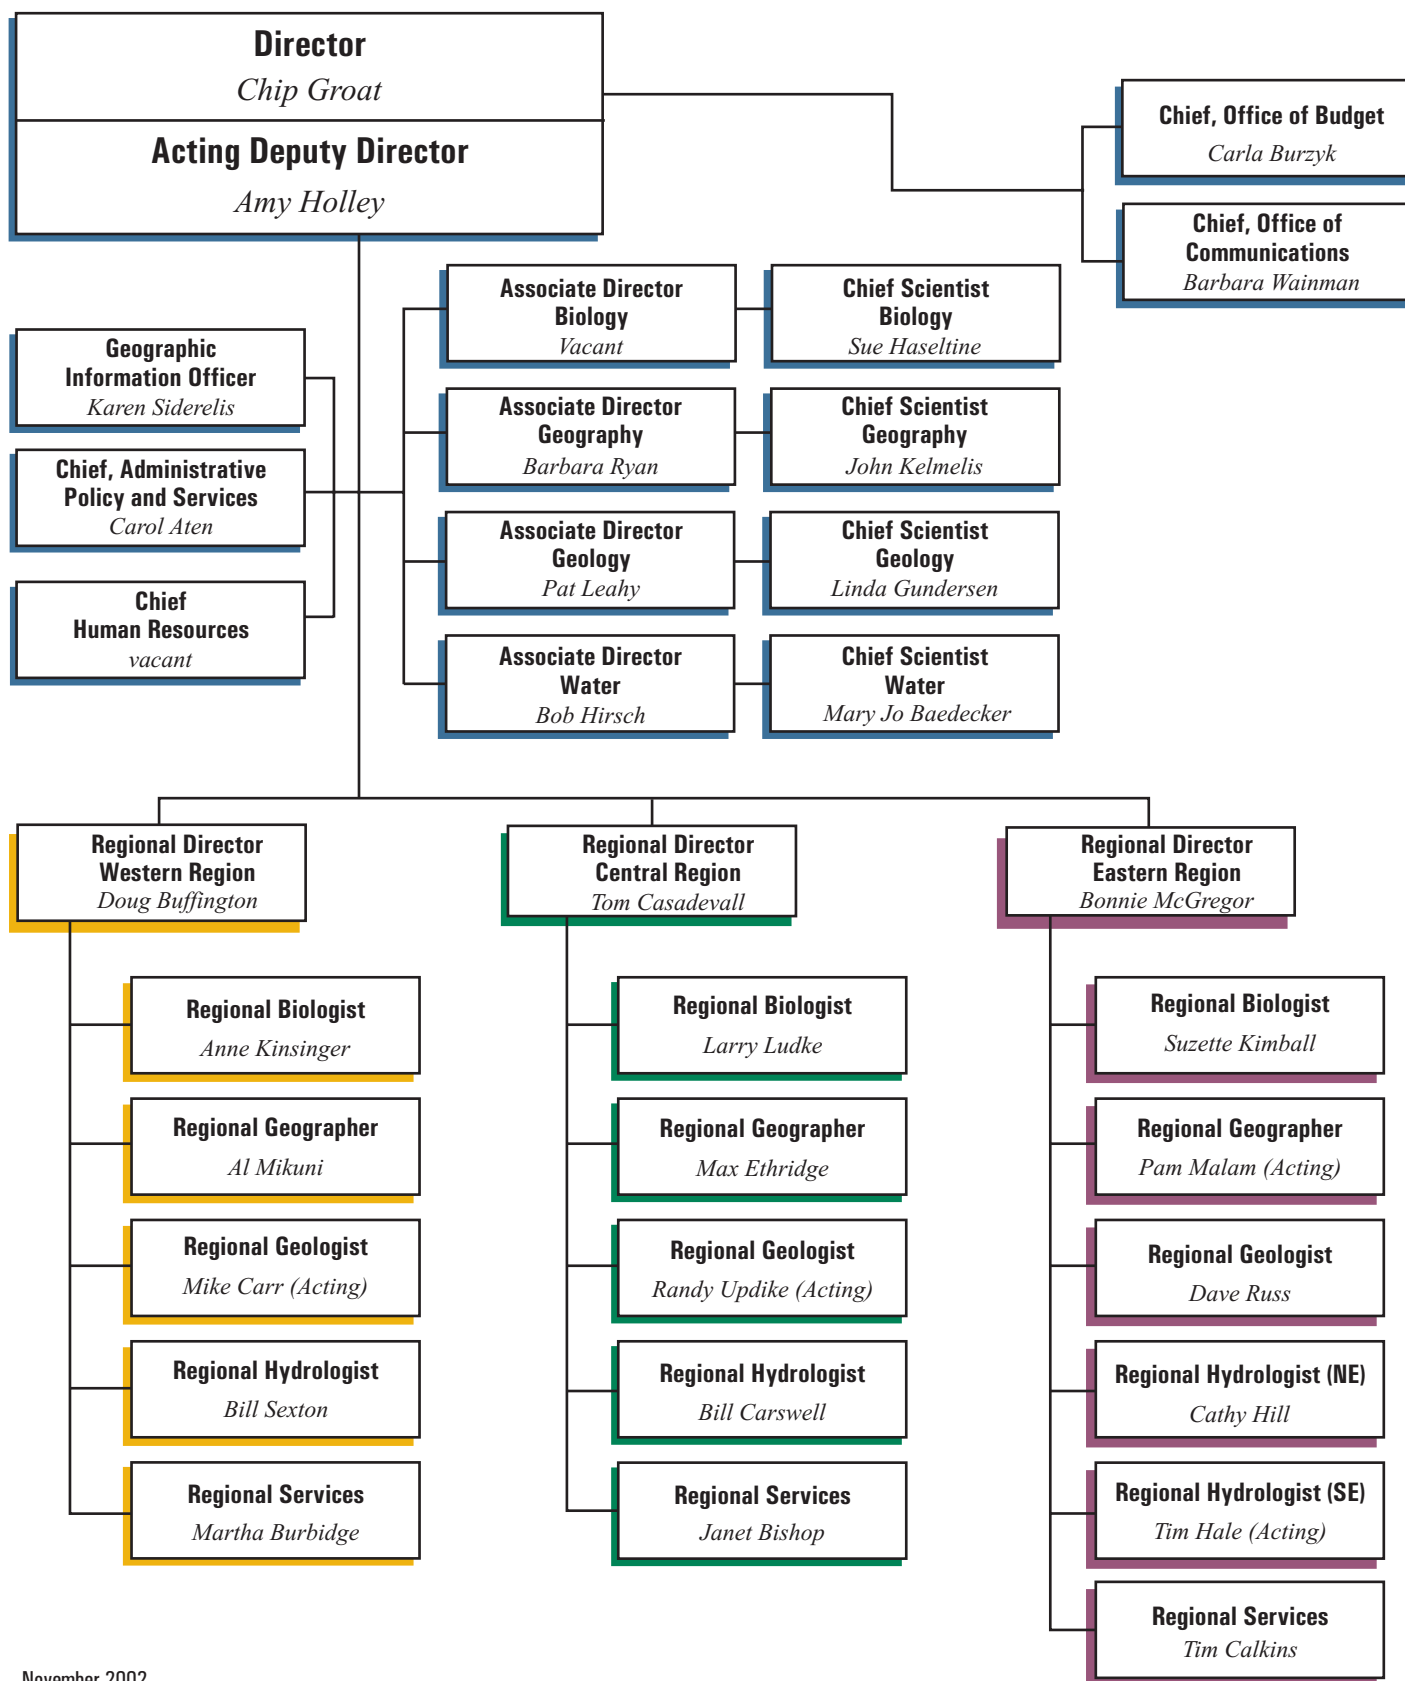 Director
Chip Groat
Acting Deputy Director
Amy Holley
Chief, Office of Budget
Carla Burzyk
Chief, Office of
Communications
Barbara Wainman
Geographic
Information Officer
Karen Siderelis
Chief, Administrative
Policy and Services
Carol Aten
Chief
Human Resources
vacant
Associate Director
Biology
Vacant
Chief Scientist
Biology
Sue Haseltine
Associate Director
Geography
Barbara Ryan
Chief Scientist
Geography
John Kelmelis
Associate Director
Geology
Pat Leahy
Chief Scientist
Geology
Linda Gundersen
Associate Director
Water
Bob Hirsch
Chief Scientist
Water
Mary Jo Baedecker
Regional Director
Western Region
Doug Buffington
Regional Biologist
Anne Kinsinger
Regional Geographer
Al Mikuni
Regional Geologist
Mike Carr (Acting)
Regional Hydrologist
Bill Sexton
Regional Services
Martha Burbidge
Regional Director
Central Region
Tom Casadevall
Regional Biologist
Larry Ludke
Regional Geographer
Max Ethridge
Regional Geologist
Randy Updike (Acting)
Regional Hydrologist
Bill Carswell
Regional Services
Janet Bishop
Regional Director
Eastern Region
Bonnie McGregor
Regional Biologist
Suzette Kimball
Regional Geographer
Pam Malam (Acting)
Regional Geologist
Dave Russ
Regional Hydrologist (NE)
Cathy Hill
Regional Hydrologist (SE)
Tim Hale (Acting)
Regional Services
Tim Calkins
November 2002